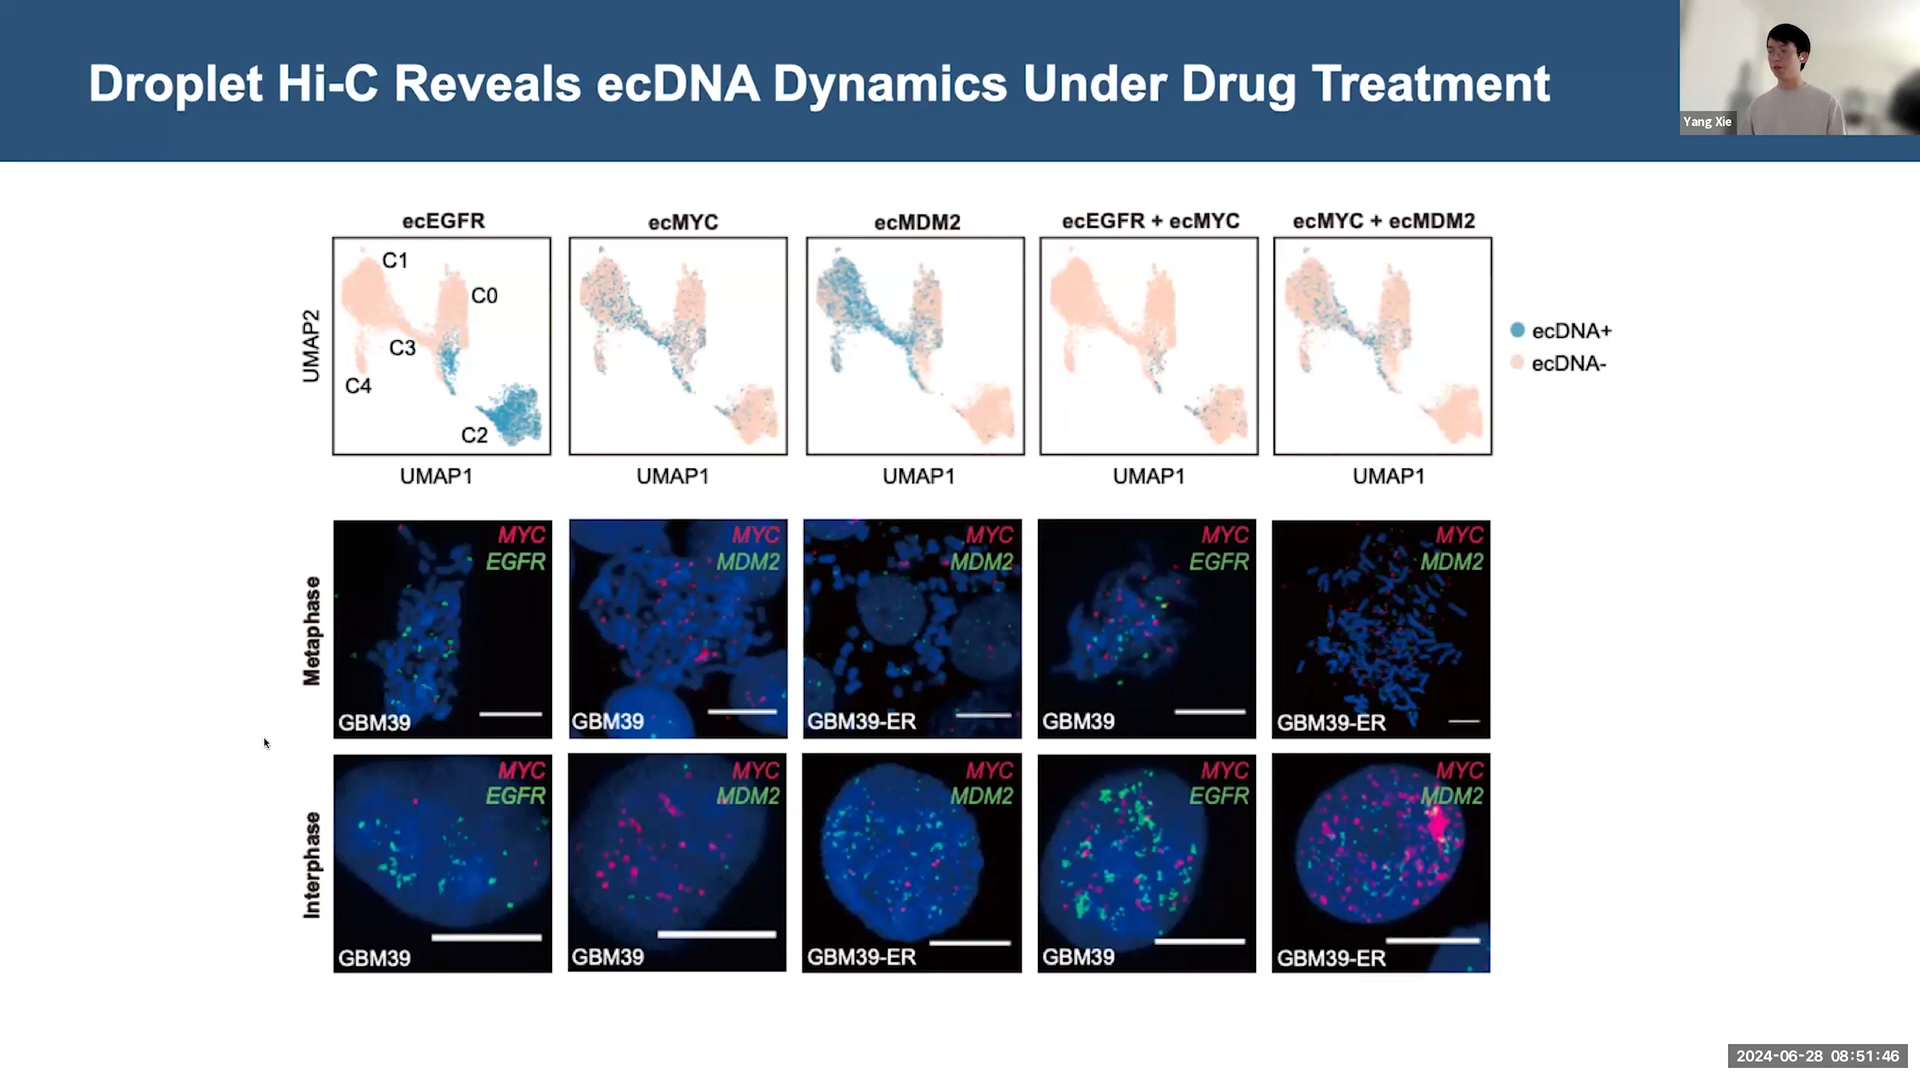 Droplet Hi-C Reveals ecDNA Dynamics Under Drug Treatment
Yang Xie
ecEGFR
ecMYC
ecMDM2
ecEGFR + ecMYC
ecMYC + ecMDM2
C1
C0
C3
C4
C2
UMAP2
ecDNA+
ecDNA-
UMAP1
UMAP1
UMAP1
UMAP1
UMAP1
Metaphase
MYC
EGFR
GBM39
MYC
MDM2
GBM39
MYC
MDM2
GBM39-ER
MYC
EGFR
GBM39
MYC
MDM2
GBM39-ER
Interphase
MYC
EGFR
GBM39
MYC
MDM2
GBM39
MYC
MDM2
GBM39-ER
MYC
EGFR
GBM39
MYC
MDM2
GBM39-ER
2024-06-28 08:51:46